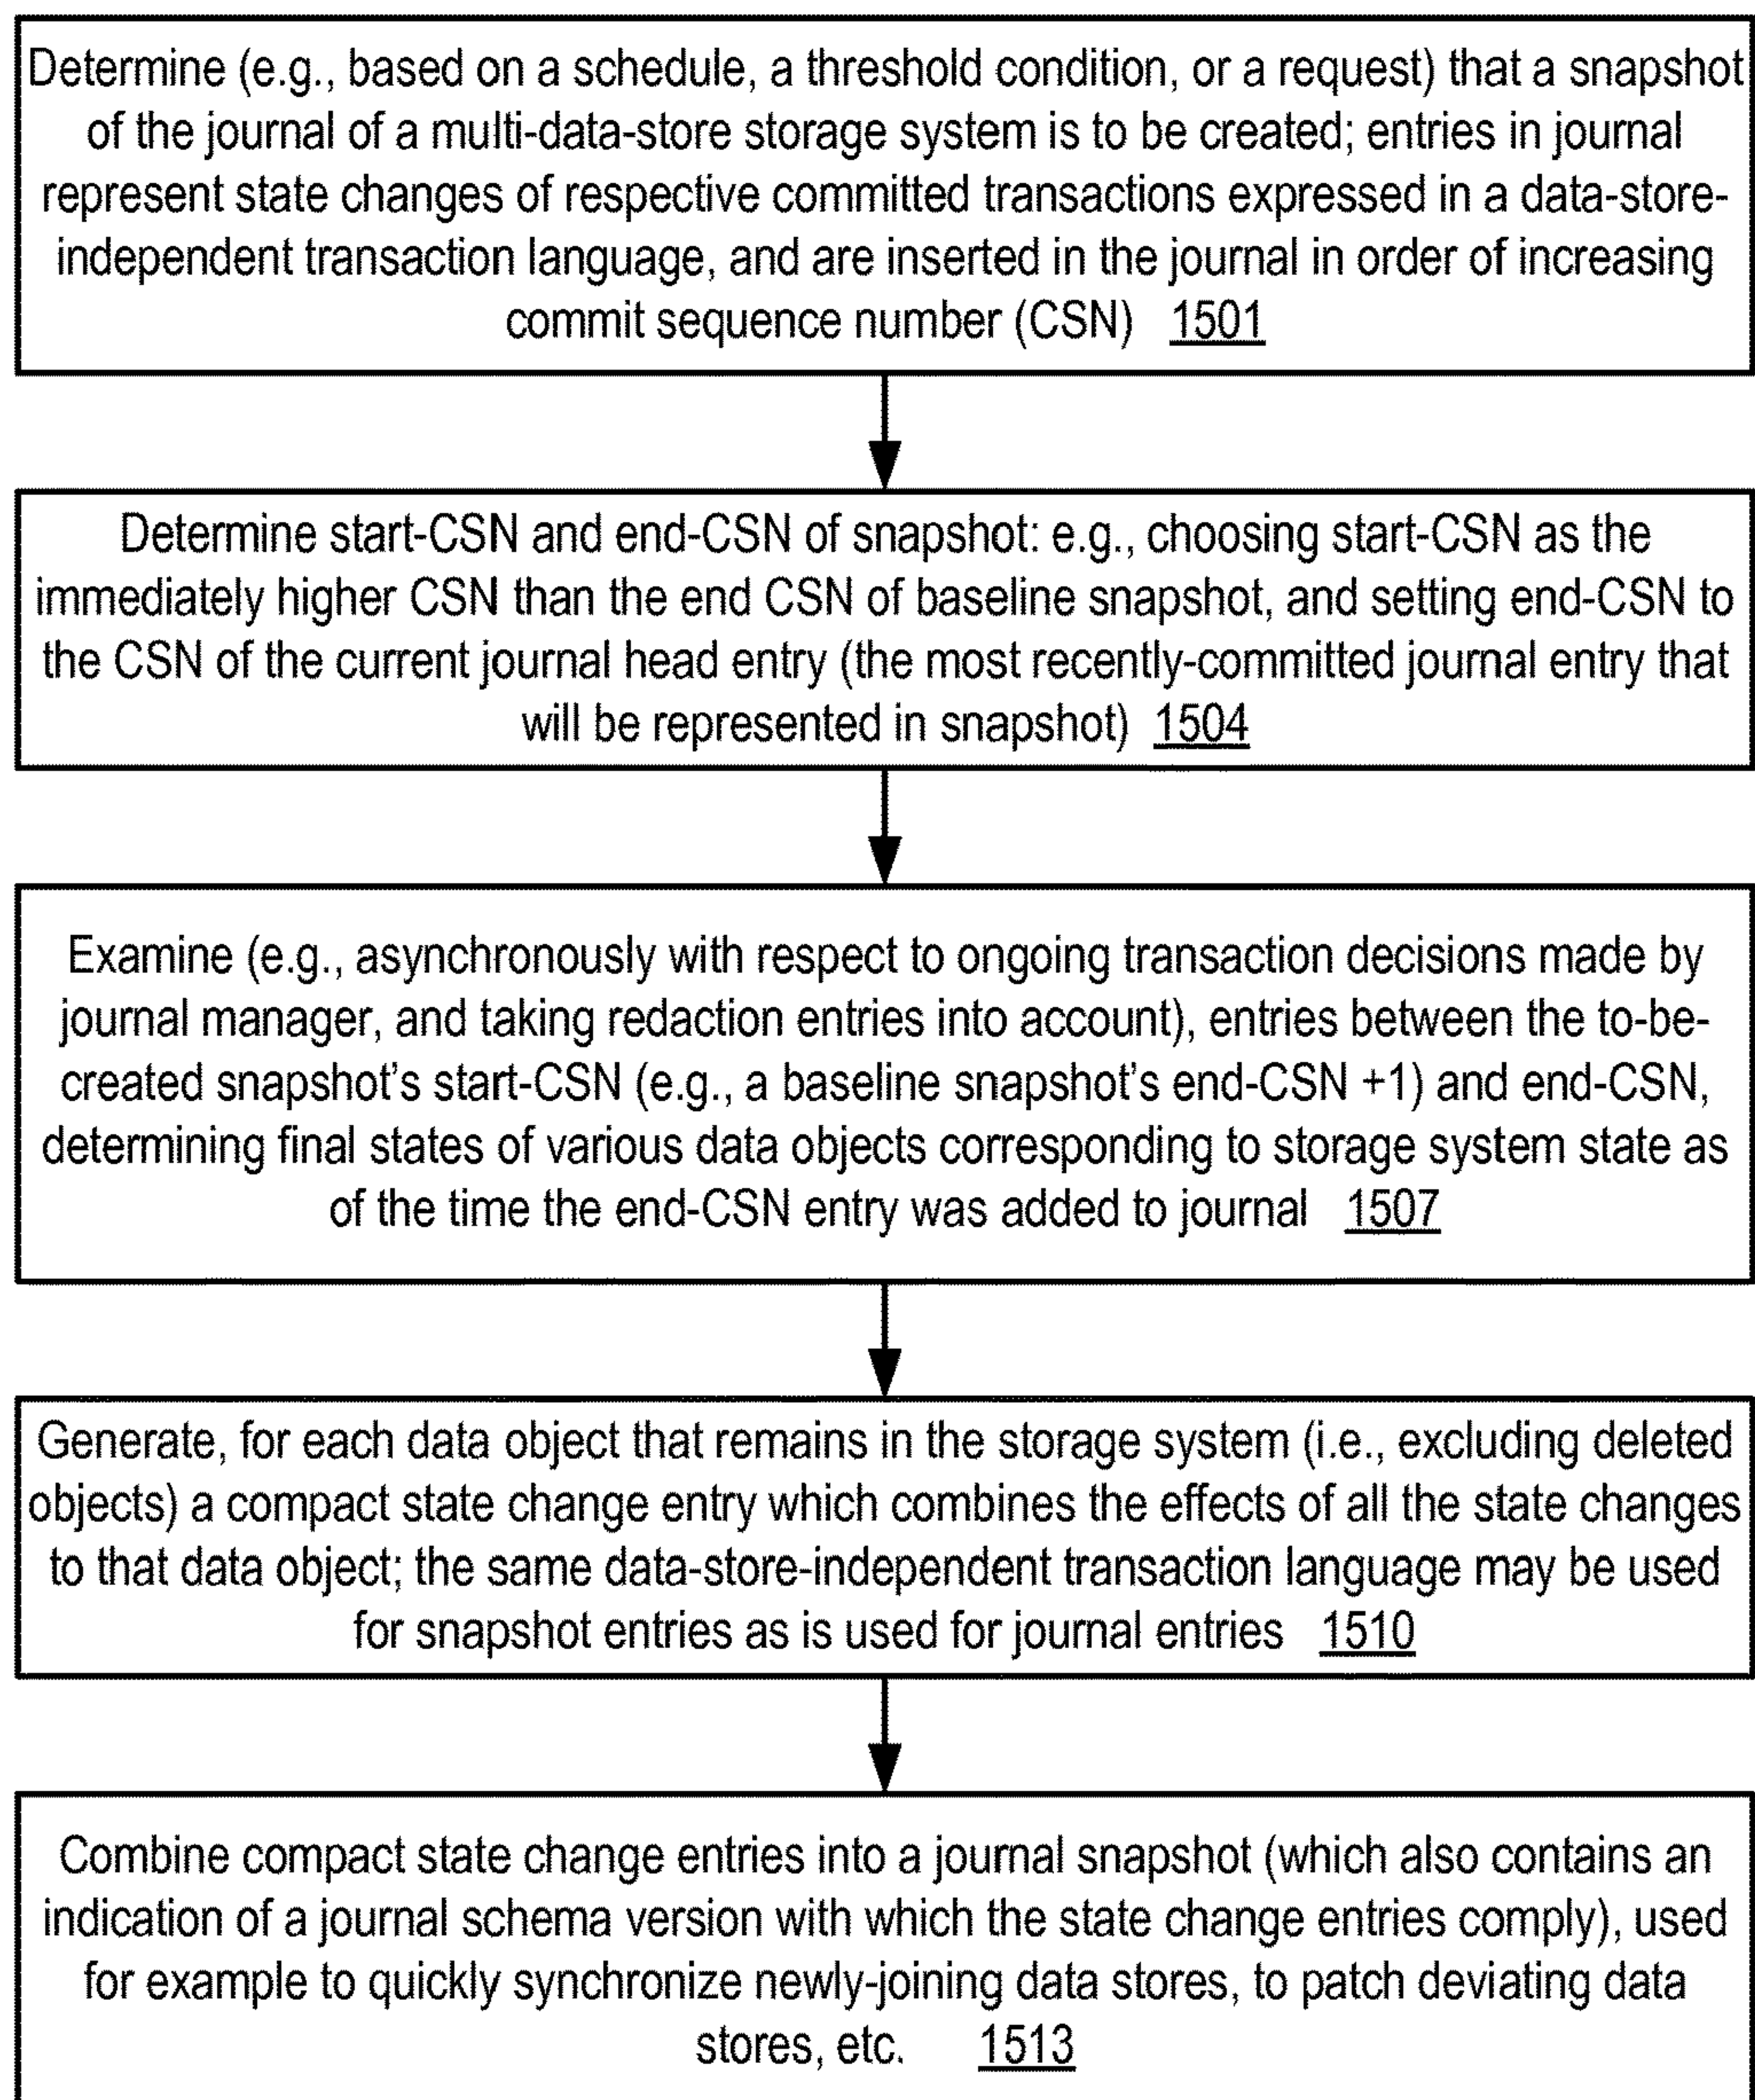 Determine (e.g., based on a schedule, a threshold condition, or a request) that a snapshot
of the journal of a multi-data-store storage system is to be created; entries in journal
represent state changes of respective committed transactions expressed in a data-store-
independent transaction language, and are inserted in the journal in order of increasing
commit sequence number (CSN) 1501
Determine start-CSN and end-CSN of snapshot: e.g., choosing start-CSN as the
immediately higher CSN than the end CSN of baseline snapshot, and setting end-CSN to
the CSN of the current journal head entry (the most recently-committed journal entry that
will be represented in snapshot) 1504
Examine (e.g., asynchronously with respect to ongoing transaction decisions made by
journal manager, and taking redaction entries into account), entries between the to-be-
created snapshot's start-CSN (e.g., a baseline snapshot's end-CSN +1) and end-CSN,
determining final states of various data objects corresponding to storage system state as
of the time the end-CSN entry was added to journal 1507
Generate, for each data object that remains in the storage system (i.e., excluding deleted
objects) a compact state change entry which combines the effects of all the state changes
to that data object; the same data-store-independent transaction language may be used
for snapshot entries as is used for journal entries 1510
Combine compact state change entries into a journal snapshot (which also contains an
indication of a journal schema version with which the state change entries comply), used
for example to quickly synchronize newly-joining data stores, to patch deviating data
stores, etc. 1513